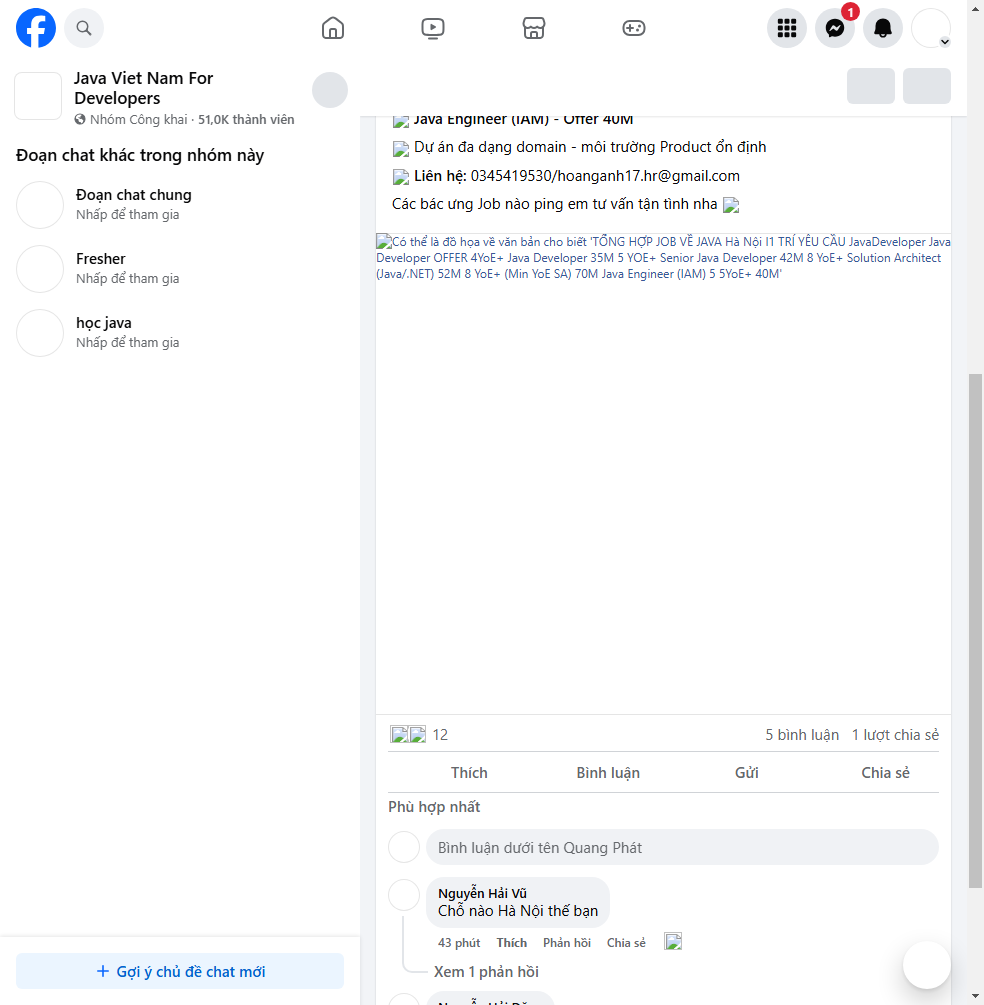 1
Java Viet Nam For
Developers
Nhóm Công khai · 51,0K thành viên
Đoạn chat khác trong nhóm này
Đoạn chat chung
Nhấp để tham gia
Fresher
Nhấp để tham gia
học java
Nhấp để tham gia
Gợi ý chủ đề chat mới
Java Engineer (IAM) - Offer 40M
Dự án đa dạng domain - môi trường Product ổn định
Liên hệ: 0345419530/hoanganh17.hr@gmail.com
Các bác ưng Job nào ping em tư vấn tận tình nha
Có thể là đồ họa về văn bản cho biết 'TỔNG HỢP JOB VỀ JAVA Hà Nội I1 TRÍ YÊU CẦU JavaDeveloper Java
Developer OFFER 4YoE+ Java Developer 35M 5 YOE+ Senior Java Developer 42M 8 YoE+ Solution Architect
(Java/.NET) 52M 8 YoE+ (Min YoE SA) 70M Java Engineer (IAM) 5 5YoE+ 40M'
12 5 bình luận 1 lượt chia sẻ
Thích Bình luận Gửi Chia sẻ
Phù hợp nhất
Bình luận dưới tên Quang Phát
Nguyễn Hải Vũ
Chỗ nào Hà Nội thế bạn
43 phút Thích Phản hồi Chia sẻ
Xem 1 phản hồi